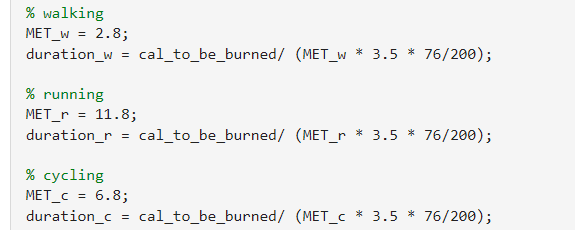 % walking
MET_w = 2.8;
duration_w = cal_to_be_burned/ (MET_w * 3.5 * 76/200);
% running
MET_r = 11.8;
duration_r = cal_to_be_burned/ (MET_r * 3.5 * 76/200);
% cycling
MET_c = 6.8;
duration_c = cal_to_be_burned/ (MET_c * 3.5 * 76/200);